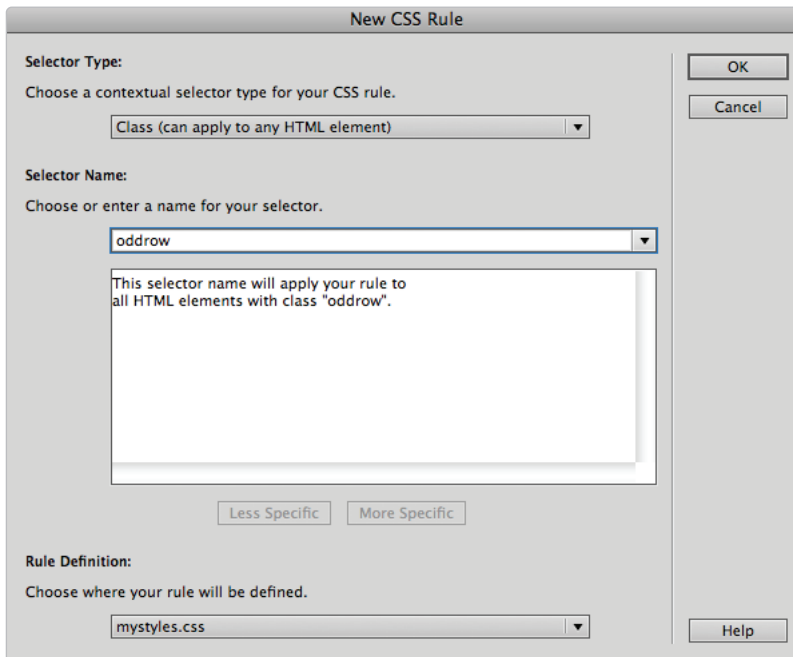 New CSS Rule
Selector Type:
Choose a contextual selector type for your CSS rule.
Class (can apply to any HTML element)
OK
Cancel
Selector Name:
Choose or enter a name for your selector.
oddrow
This selector name will apply your rule to
all HTML elements with class "oddrow".
Less Specific
More Specific
Rule Definition:
Choose where your rule will be defined.
mystyles.css
Help